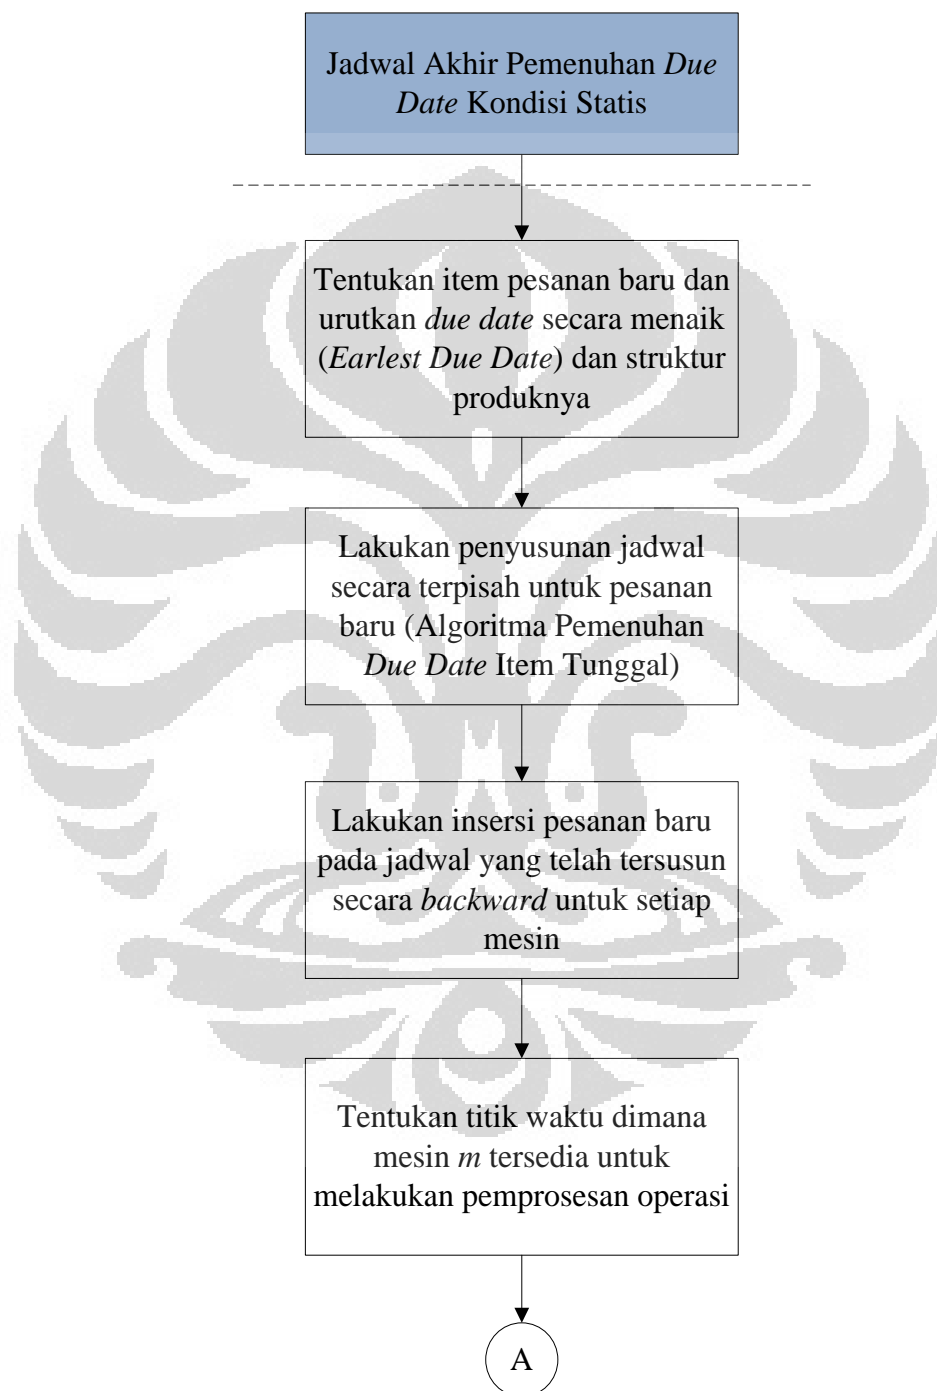 Jadwal Akhir Pemenuhan Due
Date Kondisi Statis
Tentukan item pesanan baru dan
urutkan due date secara menaik
(Earlest Due Date) dan struktur
produknya
Lakukan penyusunan jadwal
secara terpisah untuk pesanan
baru (Algoritma Pemenuhan
Due Date Item Tunggal)
Lakukan insersi pesanan baru
pada jadwal yang telah tersusun
secara backward untuk setiap
mesin
Tentukan titik waktu dimana
mesin m tersedia untuk
melakukan pemprosesan operasi
A